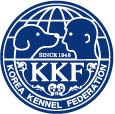 SINCE 1948
KKF
KOREA KENNEL FEDERATION